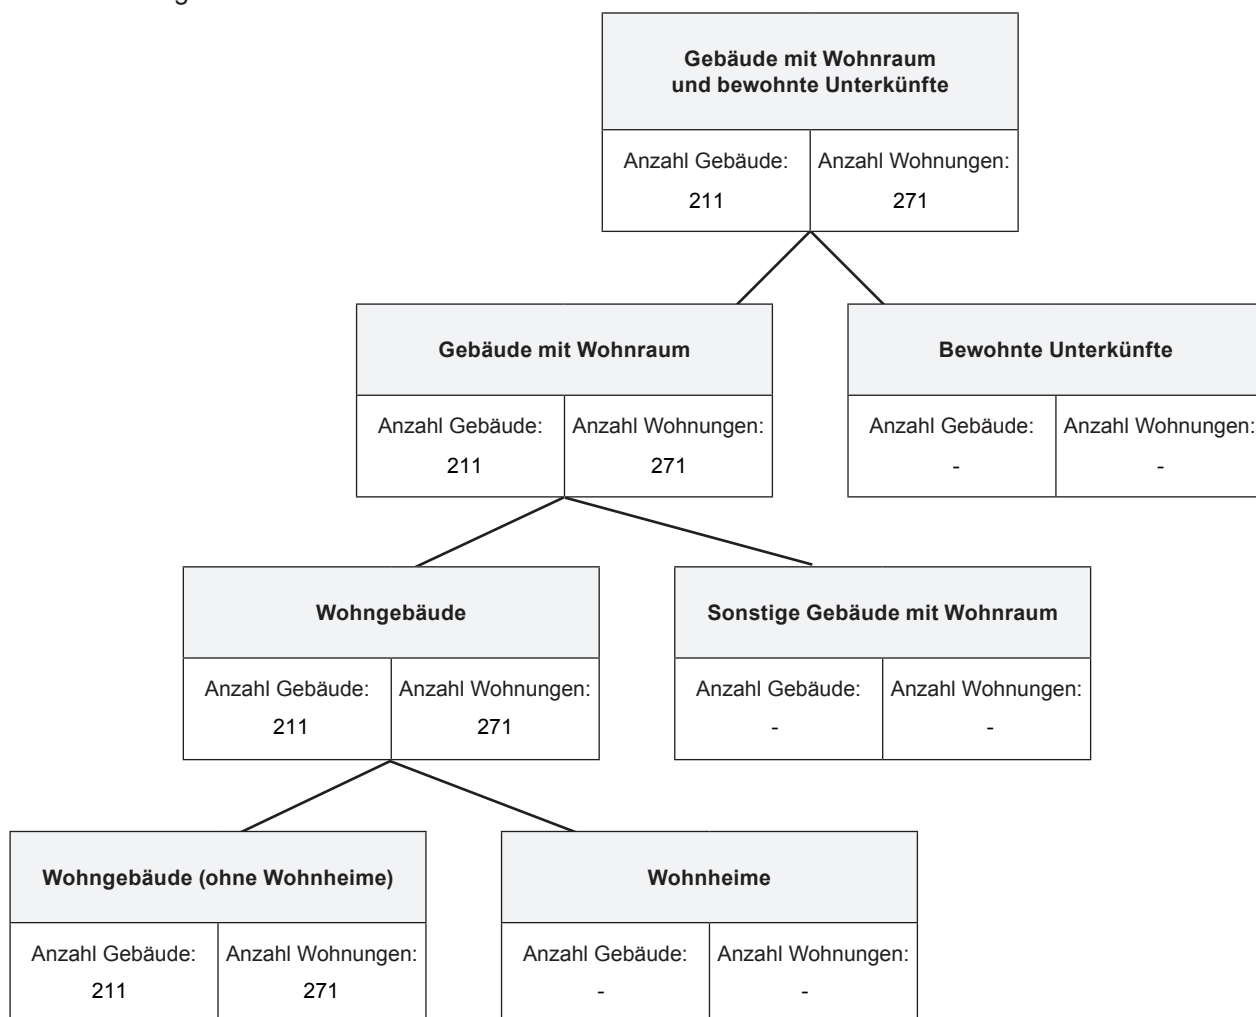 Gebäude mit Wohnraum
und bewohnte Unterkünfte
Anzahl Gebäude: Anzahl Wohnungen:
211 271
Gebäude mit Wohnraum
Anzahl Gebäude: Anzahl Wohnungen:
211 271
Bewohnte Unterkünfte
Anzahl Gebäude: Anzahl Wohnungen:
- -
Wohngebäude
Anzahl Gebäude: Anzahl Wohnungen:
211 271
Sonstige Gebäude mit Wohnraum
Anzahl Gebäude: Anzahl Wohnungen:
- -
Wohngebäude (ohne Wohnheime)
Anzahl Gebäude: Anzahl Wohnungen:
211 271
Wohnheime
Anzahl Gebäude: Anzahl Wohnungen:
- -